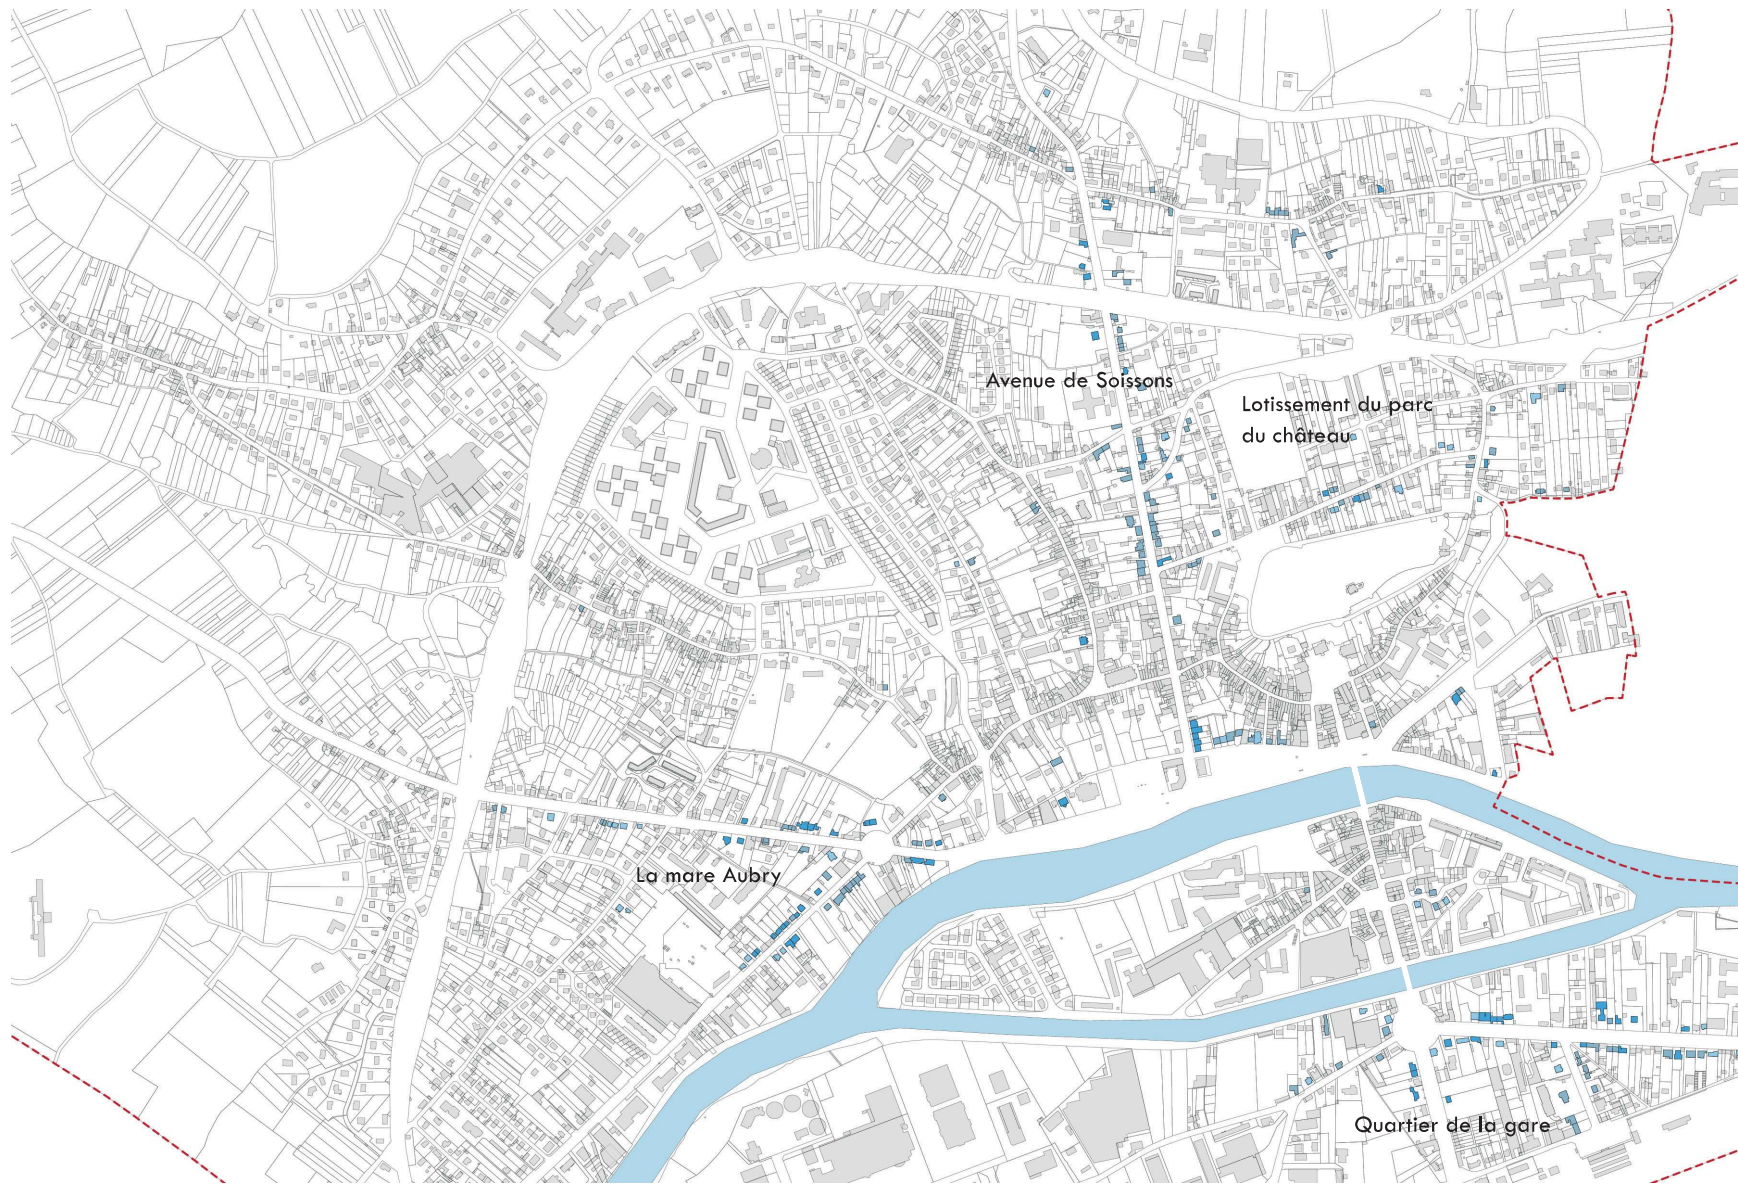 Avenue de Soissons
Lotissement du parc
du château
La mare Aubry
Quartier de la gare